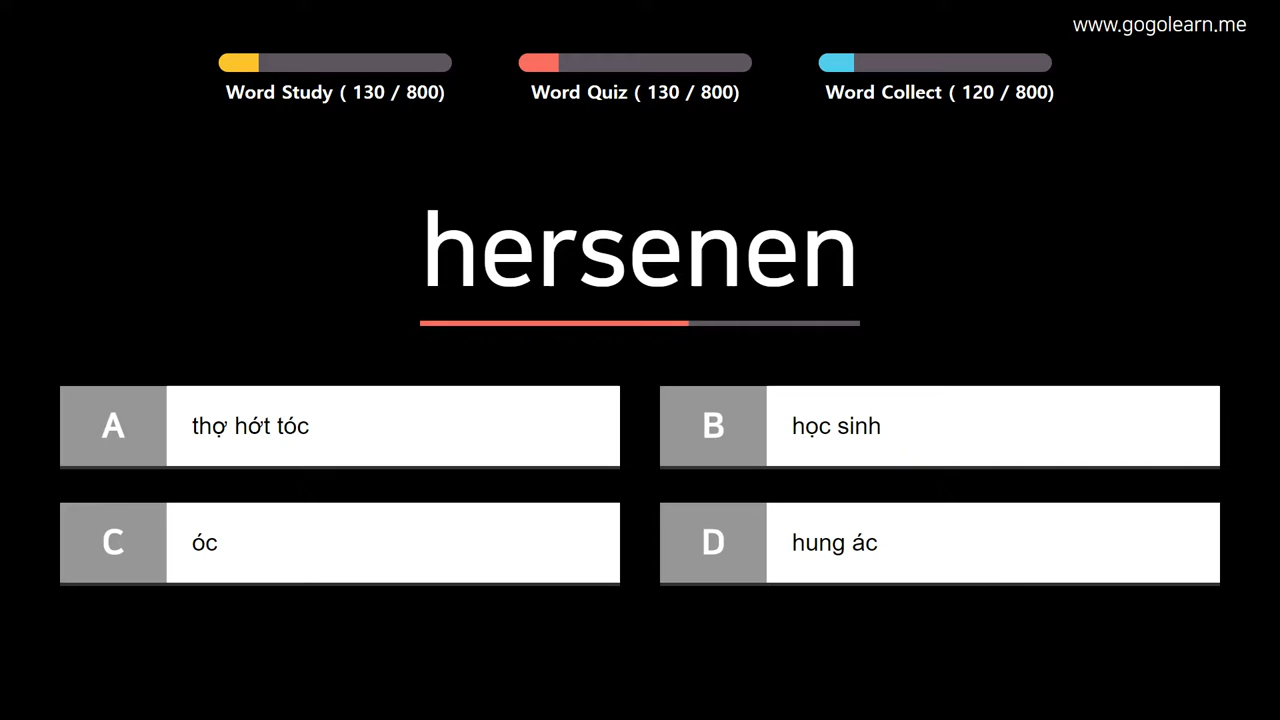 www.gogolearn.me
Word Study ( 130 / 800)
Word Quiz ( 130 / 800)
Word Collect ( 120 / 800)
hersenen
A thợ hớt tóc
B học sinh
C óc
D hung ác